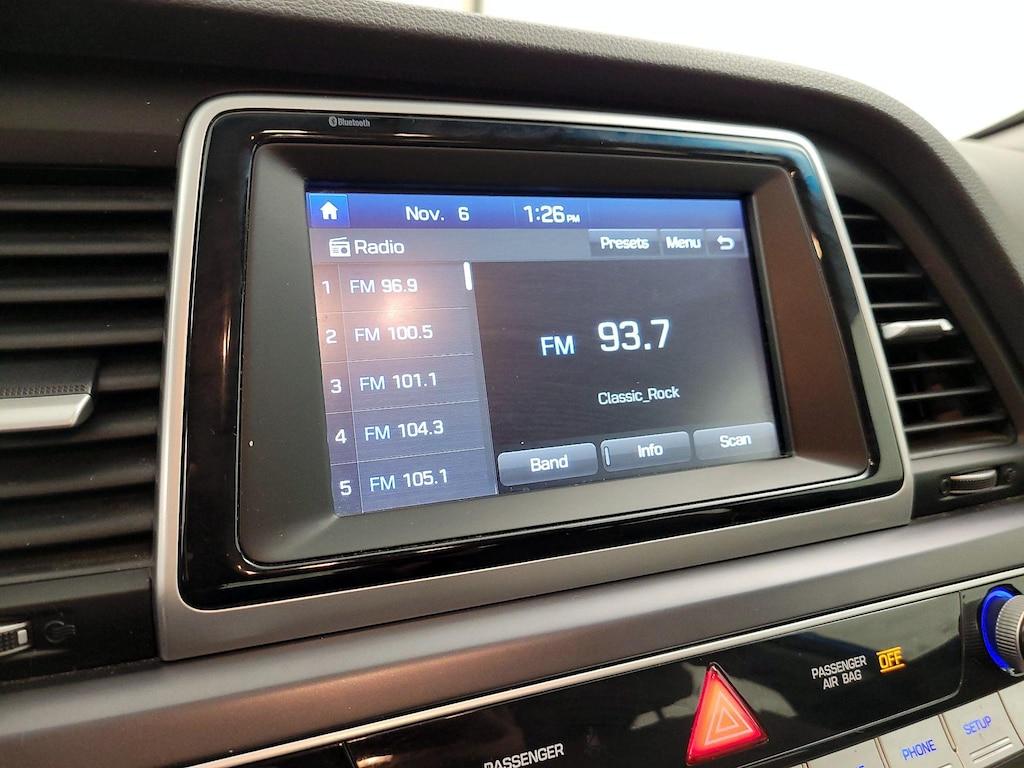 Bluetooth
Nov. 6 1:26 PM
Radio Presets Menu
1 FM 96.9
2 FM 100.5
3 FM 101.1
4 FM 104.3
5 FM 105.1
FM 93.7
Classic_Rock
Band Info Scan
PASSENGER
AIR BAG OFF
PASSENGER
PHONE SETUP